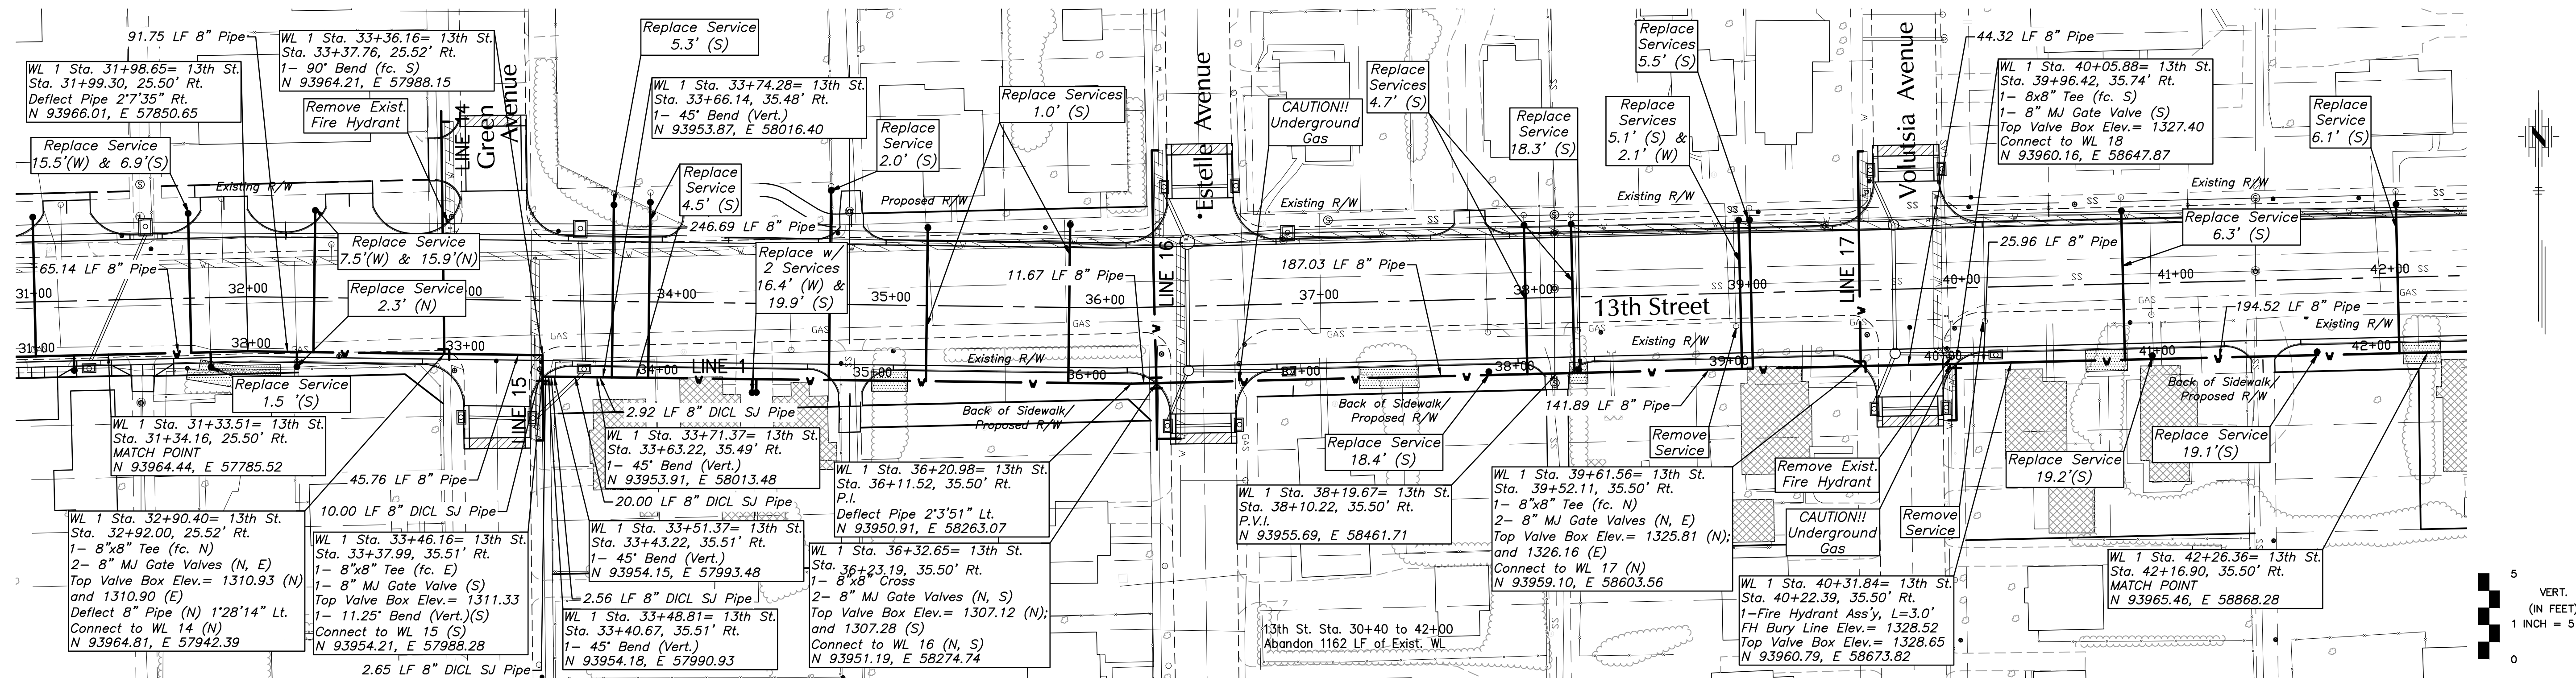 91.75 LF 8" Pipe
WL 1 Sta. 31+98.65= 13th St.
Sta. 31+99.30, 25.50' Rt.
Deflect Pipe 2°7'35" Rt.
N 93966.01, E 57850.65
WL 1 Sta. 33+36.16= 13th St.
Sta. 33+37.76, 25.52' Rt.
1- 90° Bend (fc. S)
N 93964.21, E 57988.15
Remove Exist.
Fire Hydrant
Replace Service
15.5'(W) & 6.9'(S)
LINE 14
Green
Avenue
Replace Service
5.3' (S)
WL 1 Sta. 33+74.28= 13th St.
Sta. 33+66.14, 35.48' Rt.
1- 45° Bend (Vert.)
N 93953.87, E 58016.40
Replace
Service
2.0' (S)
Replace Services
1.0' (S)
Replace
Service
4.5' (S)
Estelle Avenue
CAUTION!!
Underground
Gas
Replace
Services
4.7' (S)
Replace
Service
18.3' (S)
Replace
Services
5.5' (S)
Replace
Services
5.1' (S) &
2.1' (W)
Volutsia Avenue
44.32 LF 8" Pipe
WL 1 Sta. 40+05.88= 13th St.
Sta. 39+96.42, 35.74' Rt.
1- 8x8" Tee (fc. S)
1- 8" MJ Gate Valve (S)
Top Valve Box Elev.= 1327.40
Connect to WL 18
N 93960.16, E 58647.87
Replace
Service
6.1' (S)
N
Existing R/W
Proposed R/W
Existing R/W
Existing R/W
Existing R/W
246.69 LF 8" Pipe
Replace Service
7.5'(W) & 15.9'(N)
65.14 LF 8" Pipe
Replace Service
2.3' (N)
Replace w/
2 Services
16.4' (W) &
19.9' (S)
11.67 LF 8" Pipe
LINE 16
187.03 LF 8" Pipe
LINE 17
25.96 LF 8" Pipe
Replace Service
6.3' (S)
31+00
32+00
34+00
35+00
36+00
37+00
38+00
39+00
40+00
41+00
42+00
13th Street
GAS
GAS
GAS
GAS
GAS
194.52 LF 8" Pipe
Existing R/W
Existing R/W
Existing R/W
31+00
32+00
33+00
34+00
LINE 1
35+00
36+00
37+00
38+00
39+00
40+00
41+00
42+00
Replace Service
1.5 '(S)
LINE 15
2.92 LF 8" DICL SJ Pipe
Back of Sidewalk/
Proposed R/W
Back of Sidewalk/
Proposed R/W
141.89 LF 8" Pipe
Back of Sidewalk/
Proposed R/W
WL 1 Sta. 31+33.51= 13th St.
Sta. 31+34.16, 25.50' Rt.
MATCH POINT
N 93964.44, E 57785.52
WL 1 Sta. 33+71.37= 13th St.
Sta. 33+63.22, 35.49' Rt.
1- 45° Bend (Vert.)
N 93953.91, E 58013.48
Replace Service
18.4' (S)
Remove
Service
Remove Exist.
Fire Hydrant
Replace Service
19.2'(S)
Replace Service
19.1'(S)
45.76 LF 8" Pipe
20.00 LF 8" DICL SJ Pipe
10.00 LF 8" DICL SJ Pipe
WL 1 Sta. 36+20.98= 13th St.
Sta. 36+11.52, 35.50' Rt.
P.I.
Deflect Pipe 2°3'51" Lt.
N 93950.91, E 58263.07
WL 1 Sta. 38+19.67= 13th St.
Sta. 38+10.22, 35.50' Rt.
P.V.I.
N 93955.69, E 58461.71
WL 1 Sta. 39+61.56= 13th St.
Sta. 39+52.11, 35.50' Rt.
1- 8"x8" Tee (fc. N)
2- 8" MJ Gate Valves (N, E)
Top Valve Box Elev.= 1325.81 (N);
and 1326.16 (E)
Connect to WL 17 (N)
N 93959.10, E 58603.56
CAUTION!!
Underground
Gas
Remove
Service
WL 1 Sta. 32+90.40= 13th St.
Sta. 32+92.00, 25.52' Rt.
1- 8"x8" Tee (fc. N)
2- 8" MJ Gate Valves (N, E)
Top Valve Box Elev.= 1310.93 (N)
and 1310.90 (E)
Deflect 8" Pipe (N) 1°28'14" Lt.
Connect to WL 14 (N)
N 93964.81, E 57942.39
WL 1 Sta. 33+46.16= 13th St.
Sta. 33+37.99, 35.51' Rt.
1- 8"x8" Tee (fc. E)
1- 8" MJ Gate Valve (S)
Top Valve Box Elev.= 1311.33
1- 11.25° Bend (Vert.)(S)
Connect to WL 15 (S)
N 93954.21, E 57988.28
WL 1 Sta. 33+51.37= 13th St.
Sta. 33+43.22, 35.51' Rt.
1- 45° Bend (Vert.)
N 93954.15, E 57993.48
2.56 LF 8" DICL SJ Pipe
WL 1 Sta. 33+48.81= 13th St.
Sta. 33+40.67, 35.51' Rt.
1- 45° Bend (Vert.)
N 93954.18, E 57990.93
2.65 LF 8" DICL SJ Pipe
WL 1 Sta. 36+32.65= 13th St.
Sta. 36+23.19, 35.50' Rt.
1- 8"x8" Cross
2- 8" MJ Gate Valves (N, S)
Top Valve Box Elev.= 1307.12 (N);
and 1307.28 (S)
Connect to WL 16 (N, S)
N 93951.19, E 58274.74
13th St. Sta. 30+40 to 42+00
Abandon 1162 LF of Exist. WL
WL 1 Sta. 40+31.84= 13th St.
Sta. 40+22.39, 35.50' Rt.
1-Fire Hydrant Ass'y, L=3.0'
FH Bury Line Elev.= 1328.52
Top Valve Box Elev.= 1328.65
N 93960.79, E 58673.82
WL 1 Sta. 42+26.36= 13th St.
Sta. 42+16.90, 35.50' Rt.
MATCH POINT
N 93965.46, E 58868.28
5
VERT.
(IN FEET)
1 INCH = 5
0